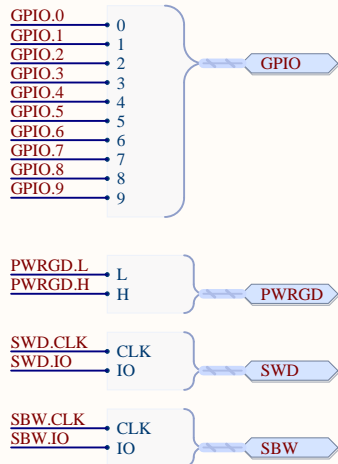 GPIO.0 0
GPIO.1 1
GPIO.2 2
GPIO.3 3 GPIO
GPIO.4 4
GPIO.5 5
GPIO.6 6
GPIO.7 7
GPIO.8 8
GPIO.9 9
PWRGD.L L
PWRGD.H H PWRGD
SWD.CLK CLK
SWD.IO IO SWD
SBW.CLK CLK
SBW.IO IO SBW